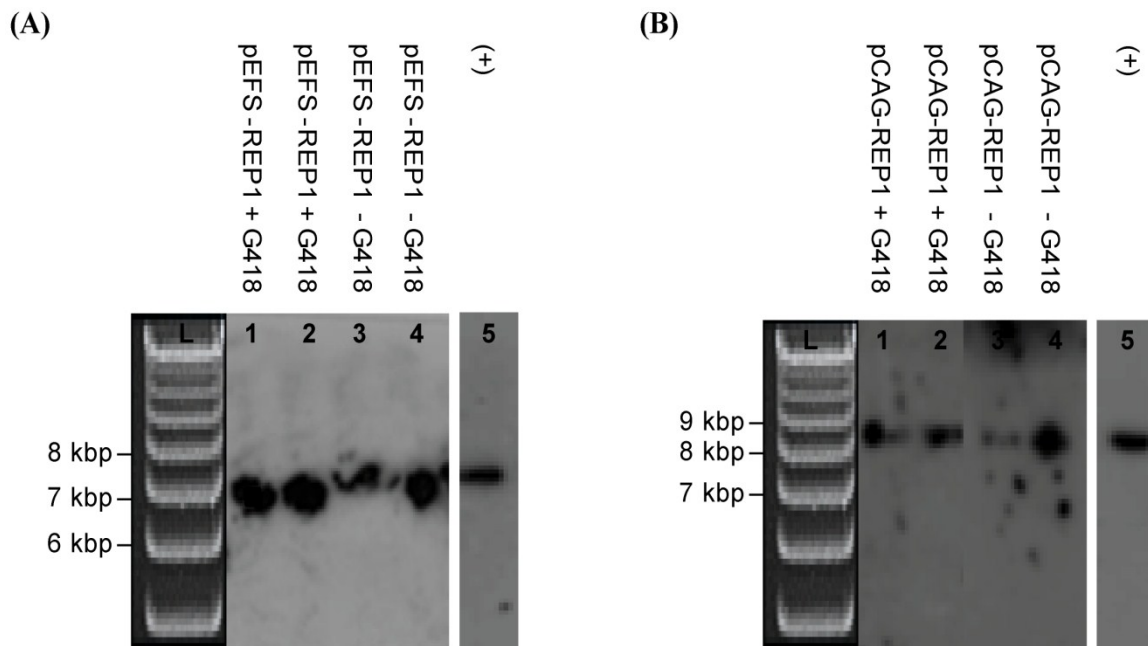 (A)
pEFS -REP1 + G418
pEFS -REP1 + G418
pEFS -REP1 - G418
pEFS -REP1 - G418
(+)
L 1 2 3 4 5
8 kbp
7 kbp
6 kbp
(B)
pCAG-REP1 + G418
pCAG-REP1 + G418
pCAG-REP1 - G418
pCAG-REP1 - G418
(+)
L 1 2 3 4 5
9 kbp
8 kbp
7 kbp